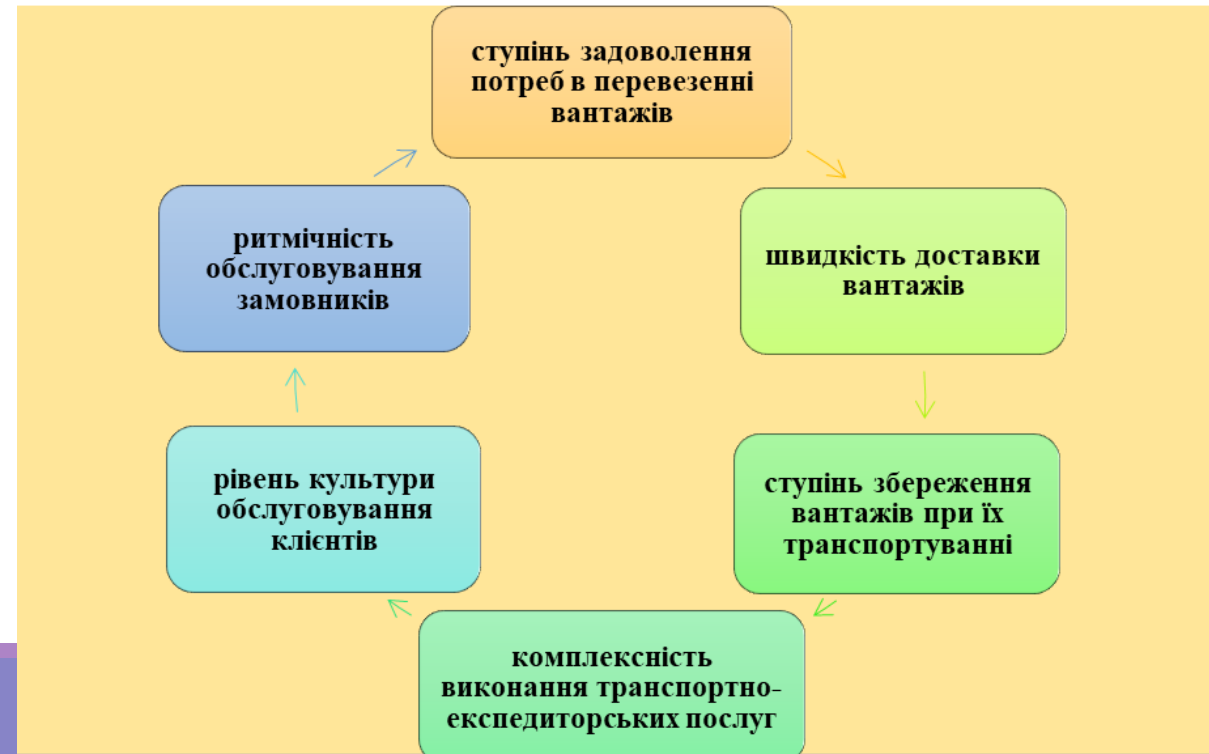 ступінь задоволення
потреб в перевезенні
вантажів
швидкість доставки
вантажів
ступінь збереження
вантажів при їх
транспортуванні
комплексність
виконання транспортно-
експедиторських послуг
рівень культури
обслуговування
клієнтів
ритмічність
обслуговування
замовників